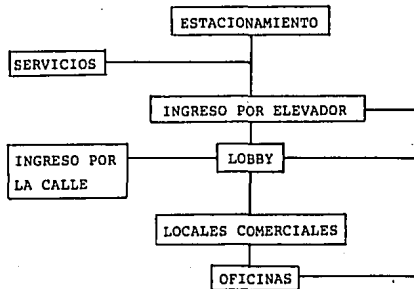 ESTACIONAMIENTO
SERVICIOS
INGRESO POR ELEVADOR
INGRESO POR
LA CALLE
LOBBY
LOCALES COMERCIALES
OFICINAS